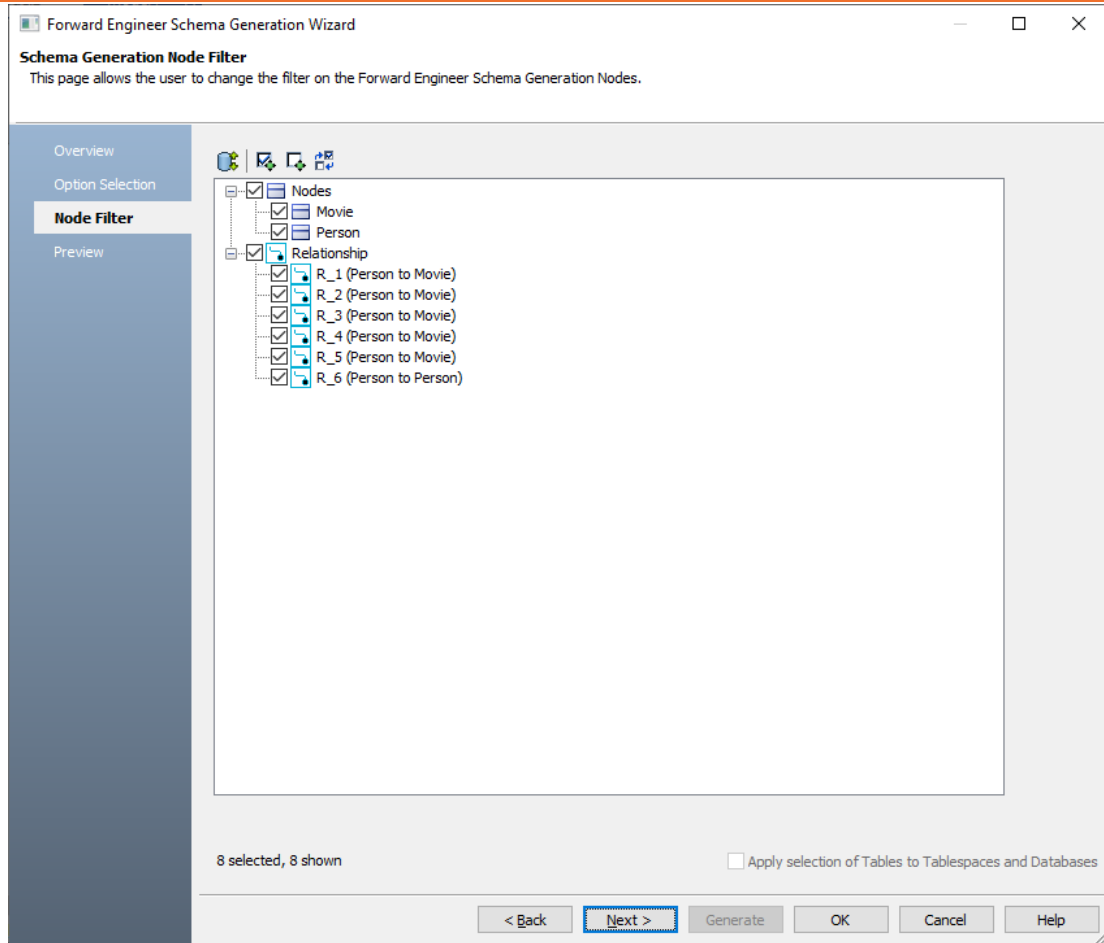 Forward Engineer Schema Generation Wizard
Schema Generation Node Filter
This page allows the user to change the filter on the Forward Engineer Schema Generation Nodes.
Overview
Option Selection
Node Filter
Preview
Nodes
Movie
Person
Relationship
R_1 (Person to Movie)
R_2 (Person to Movie)
R_3 (Person to Movie)
R_4 (Person to Movie)
R_5 (Person to Movie)
R_6 (Person to Person)
8 selected, 8 shown
Apply selection of Tables to Tablespaces and Databases
< Back
Next >
Generate
OK
Cancel
Help